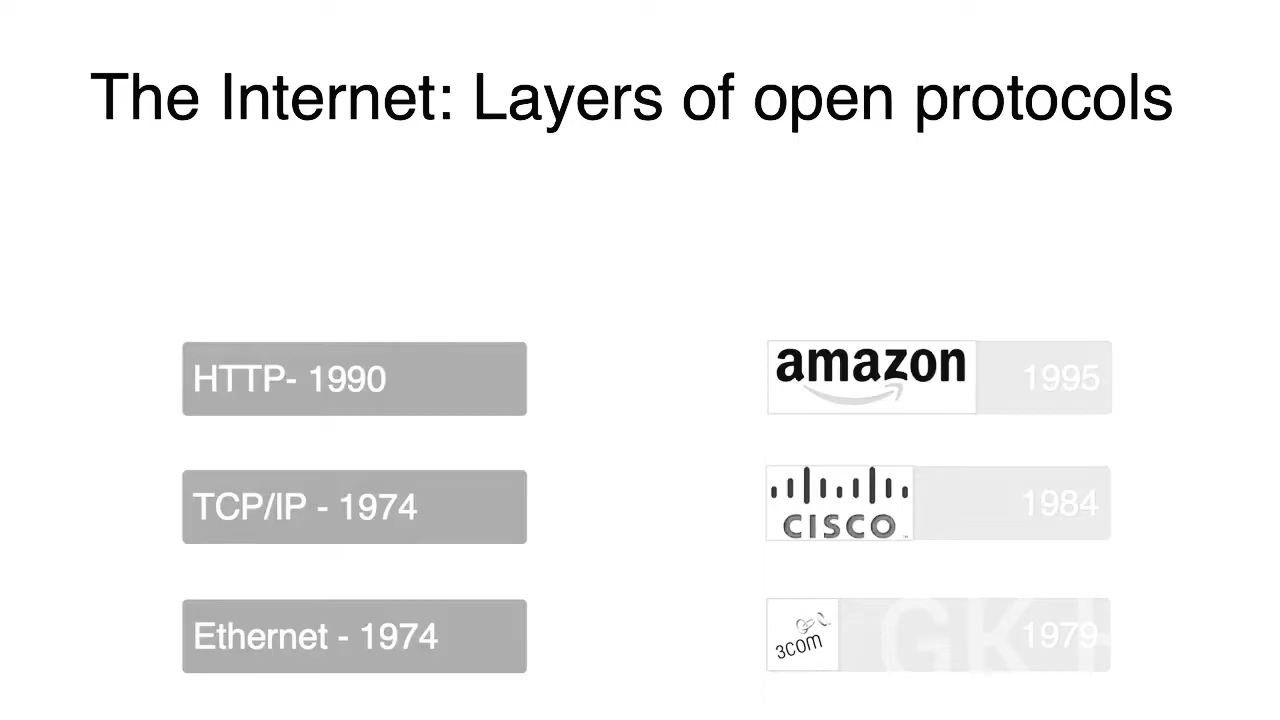 The Internet: Layers of open protocols
HTTP- 1990
amazon
1995
TCP/IP - 1974
CISCO
1984
Ethernet - 1974
3com
1979
GK